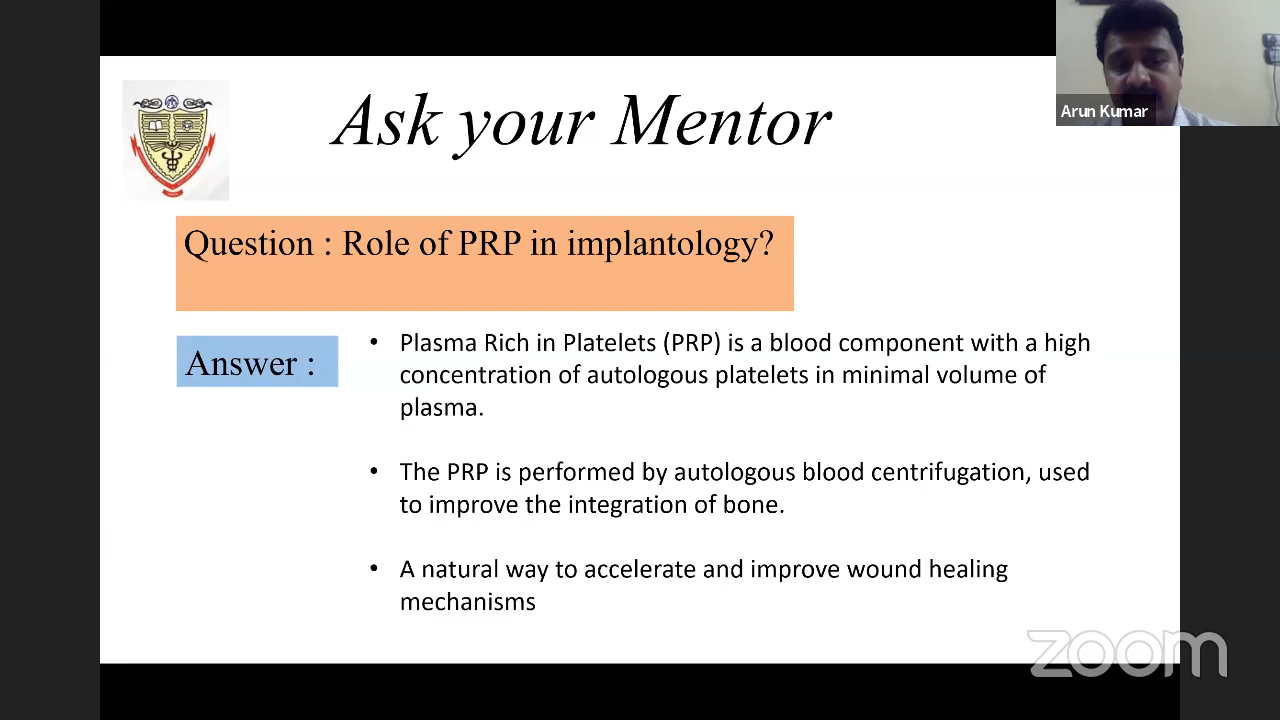 Ask your Mentor
Arun Kumar
Question : Role of PRP in implantology?
Answer :
• Plasma Rich in Platelets (PRP) is a blood component with a high
concentration of autologous platelets in minimal volume of
plasma.
• The PRP is performed by autologous blood centrifugation, used
to improve the integration of bone.
• A natural way to accelerate and improve wound healing
mechanisms
zoom